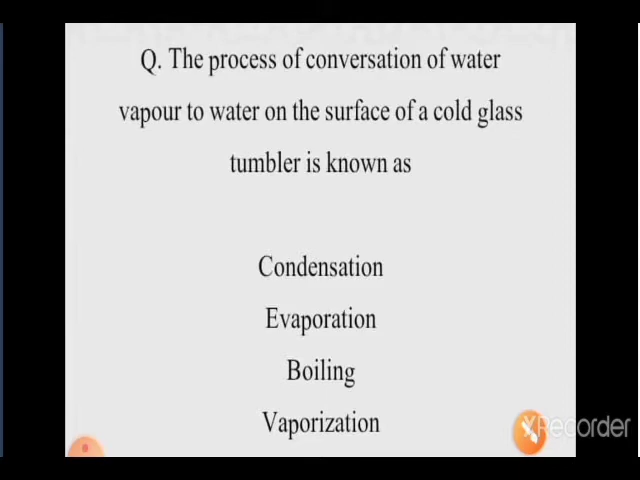 Q. The process of conversation of water
vapour to water on the surface of a cold glass
tumbler is known as
Condensation
Evaporation
Boiling
Vaporization
XRecorder